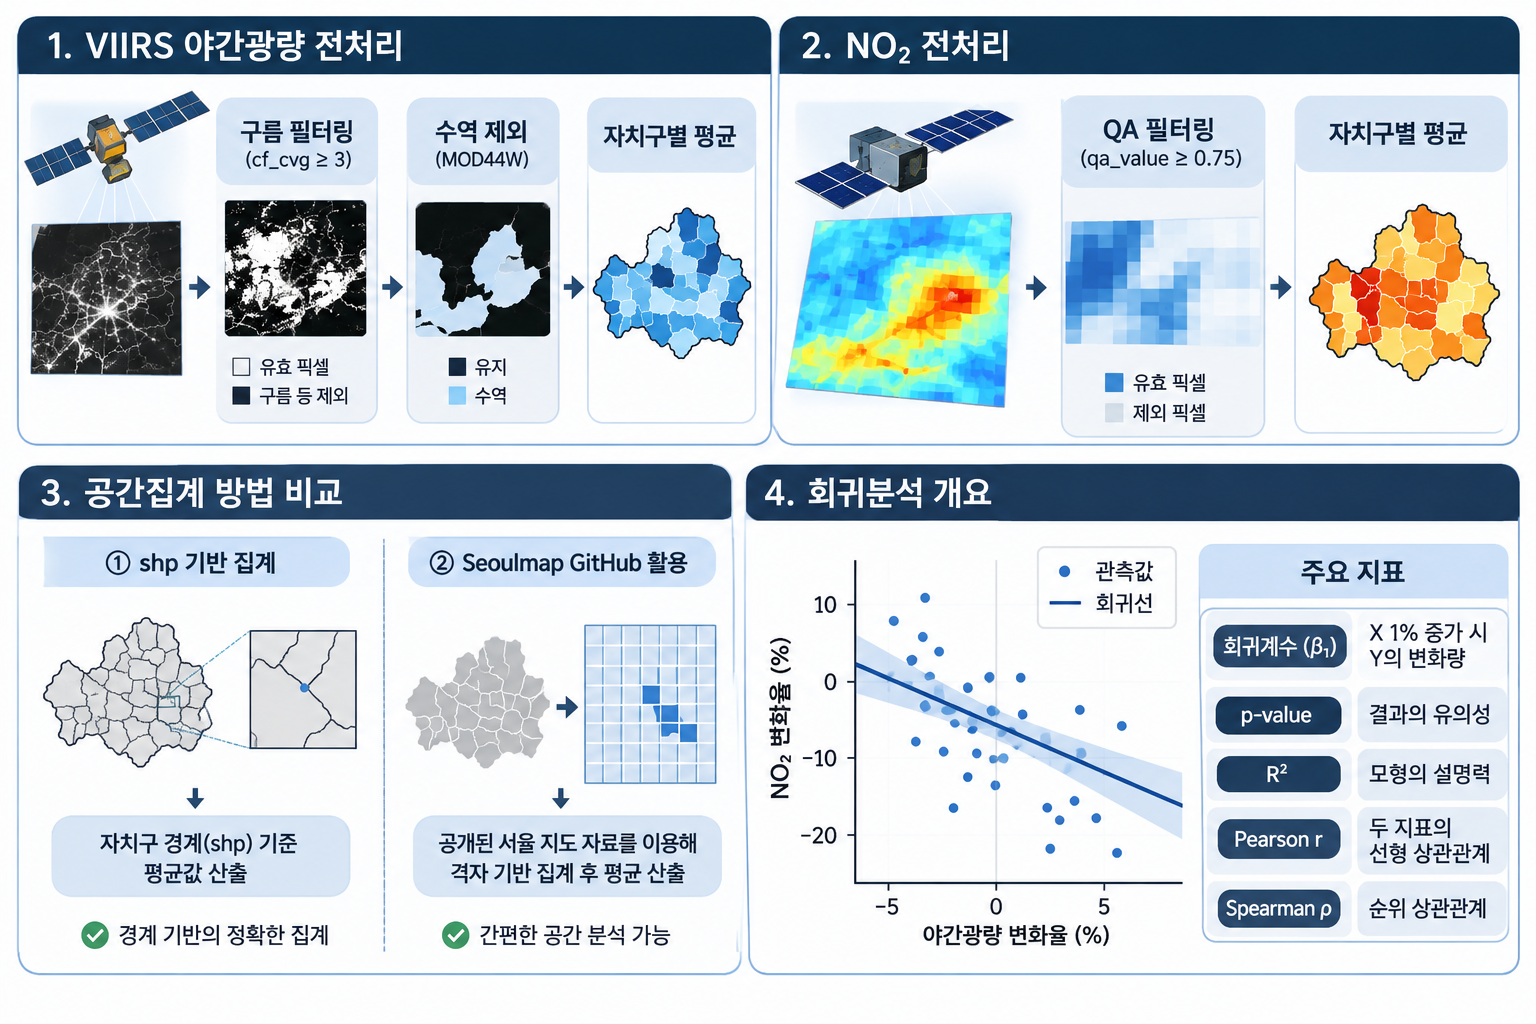 1. VIIRS 야간광량 전처리
구름 필터링
(cf_cvg ≥ 3)
수역 제외
(MOD44W)
자치구별 평균
유효 픽셀
구름 등 제외
유지
수역
2. NO₂ 전처리
QA 필터링
(qa_value ≥ 0.75)
자치구별 평균
유효 픽셀
제외 픽셀
3. 공간집계 방법 비교
① shp 기반 집계
자치구 경계(shp) 기준
평균값 산출
경계 기반의 정확한 집계
② Seoulmap GitHub 활용
공개된 서율 지도 자료를 이용해
격자 기반 집계 후 평균 산출
간편한 공간 분석 가능
4. 회귀분석 개요
관측값
회귀선
NO₂ 변화율 (%)
10
0
−10
−20
−5
0
5
야간광량 변화율 (%)
주요 지표
회귀계수 (β₁)
X 1% 중가 시
Y의 변화량
p-value
결과의 유의성
R²
모형의 설명력
Pearson r
두 지표의
선형 상관관계
Spearman ρ
순위 상관관계